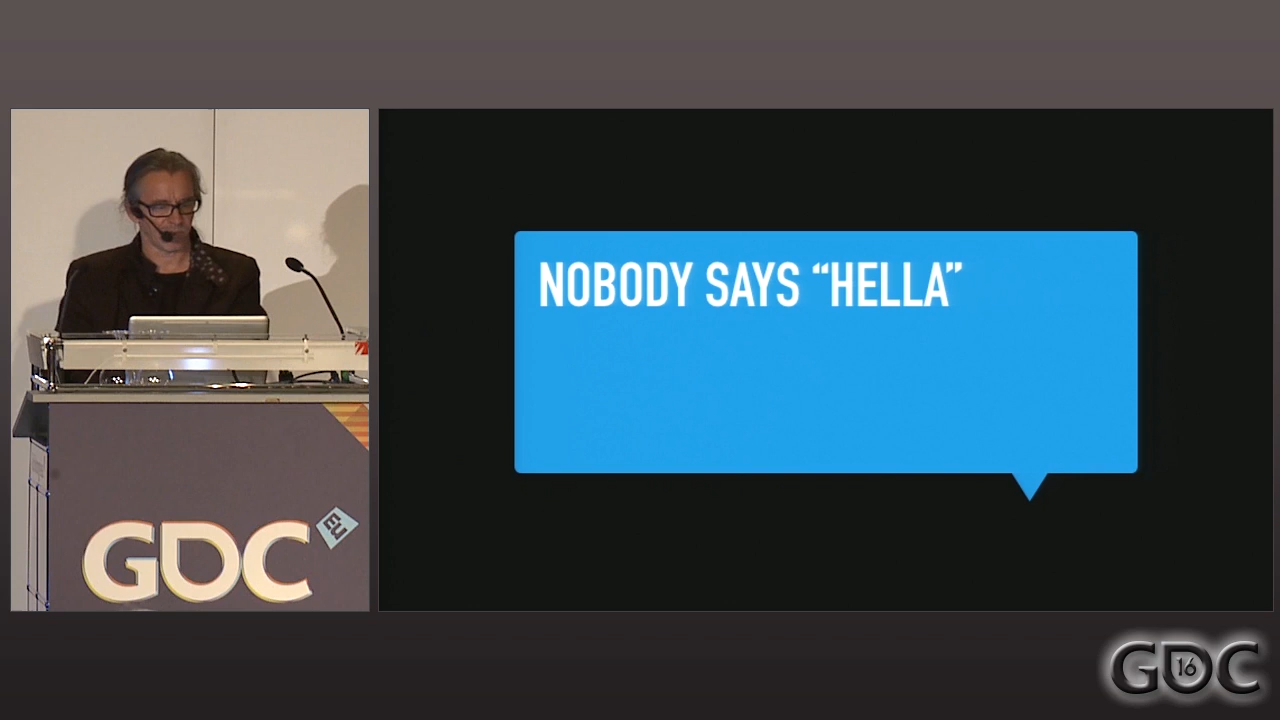 NOBODY SAYS “HELLA”
GDC
EU
GDC
16